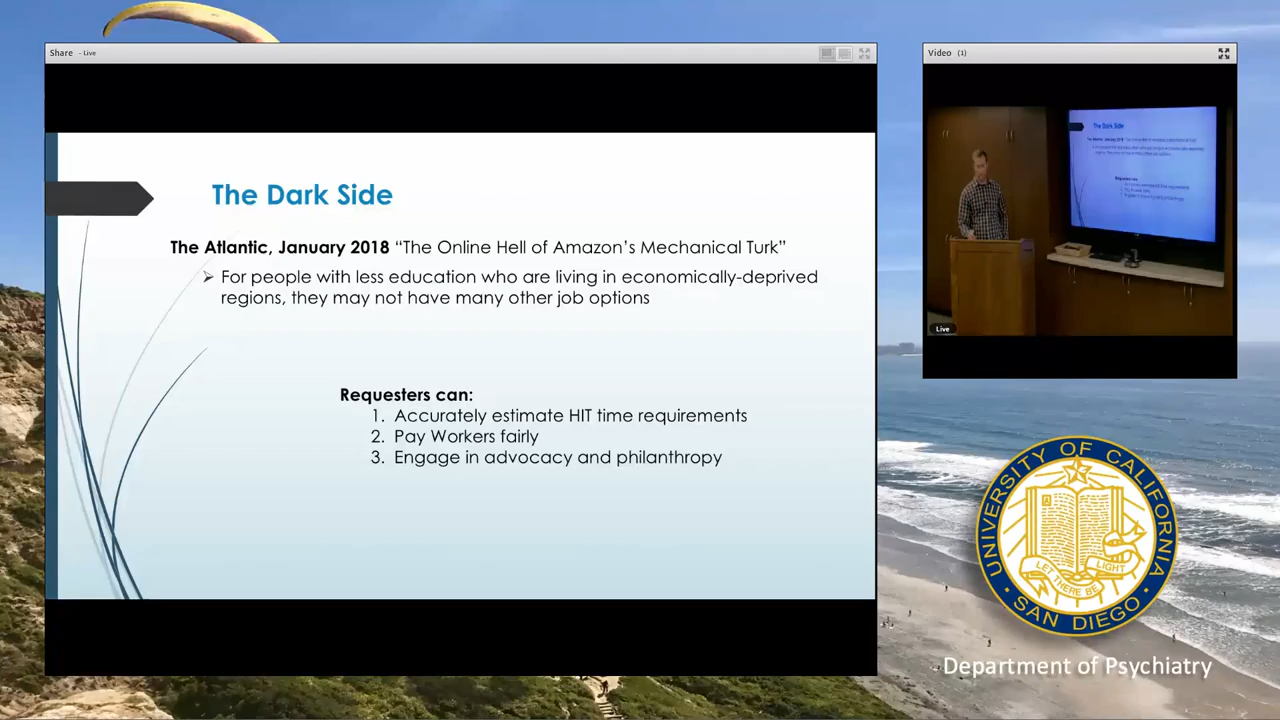 Share - Live
Video (1)
The Dark Side
The Atlantic, January 2018 “The Online Hell of Amazon’s Mechanical Turk”
➢ For people with less education who are living in economically-deprived
regions, they may not have many other job options
Requesters can:
1. Accurately estimate HIT time requirements
2. Pay Workers fairly
3. Engage in advocacy and philanthropy
The Dark Side
Live
UNIVERSITY OF CALIFORNIA
LET THERE BE LIGHT
SAN DIEGO
Department of Psychiatry